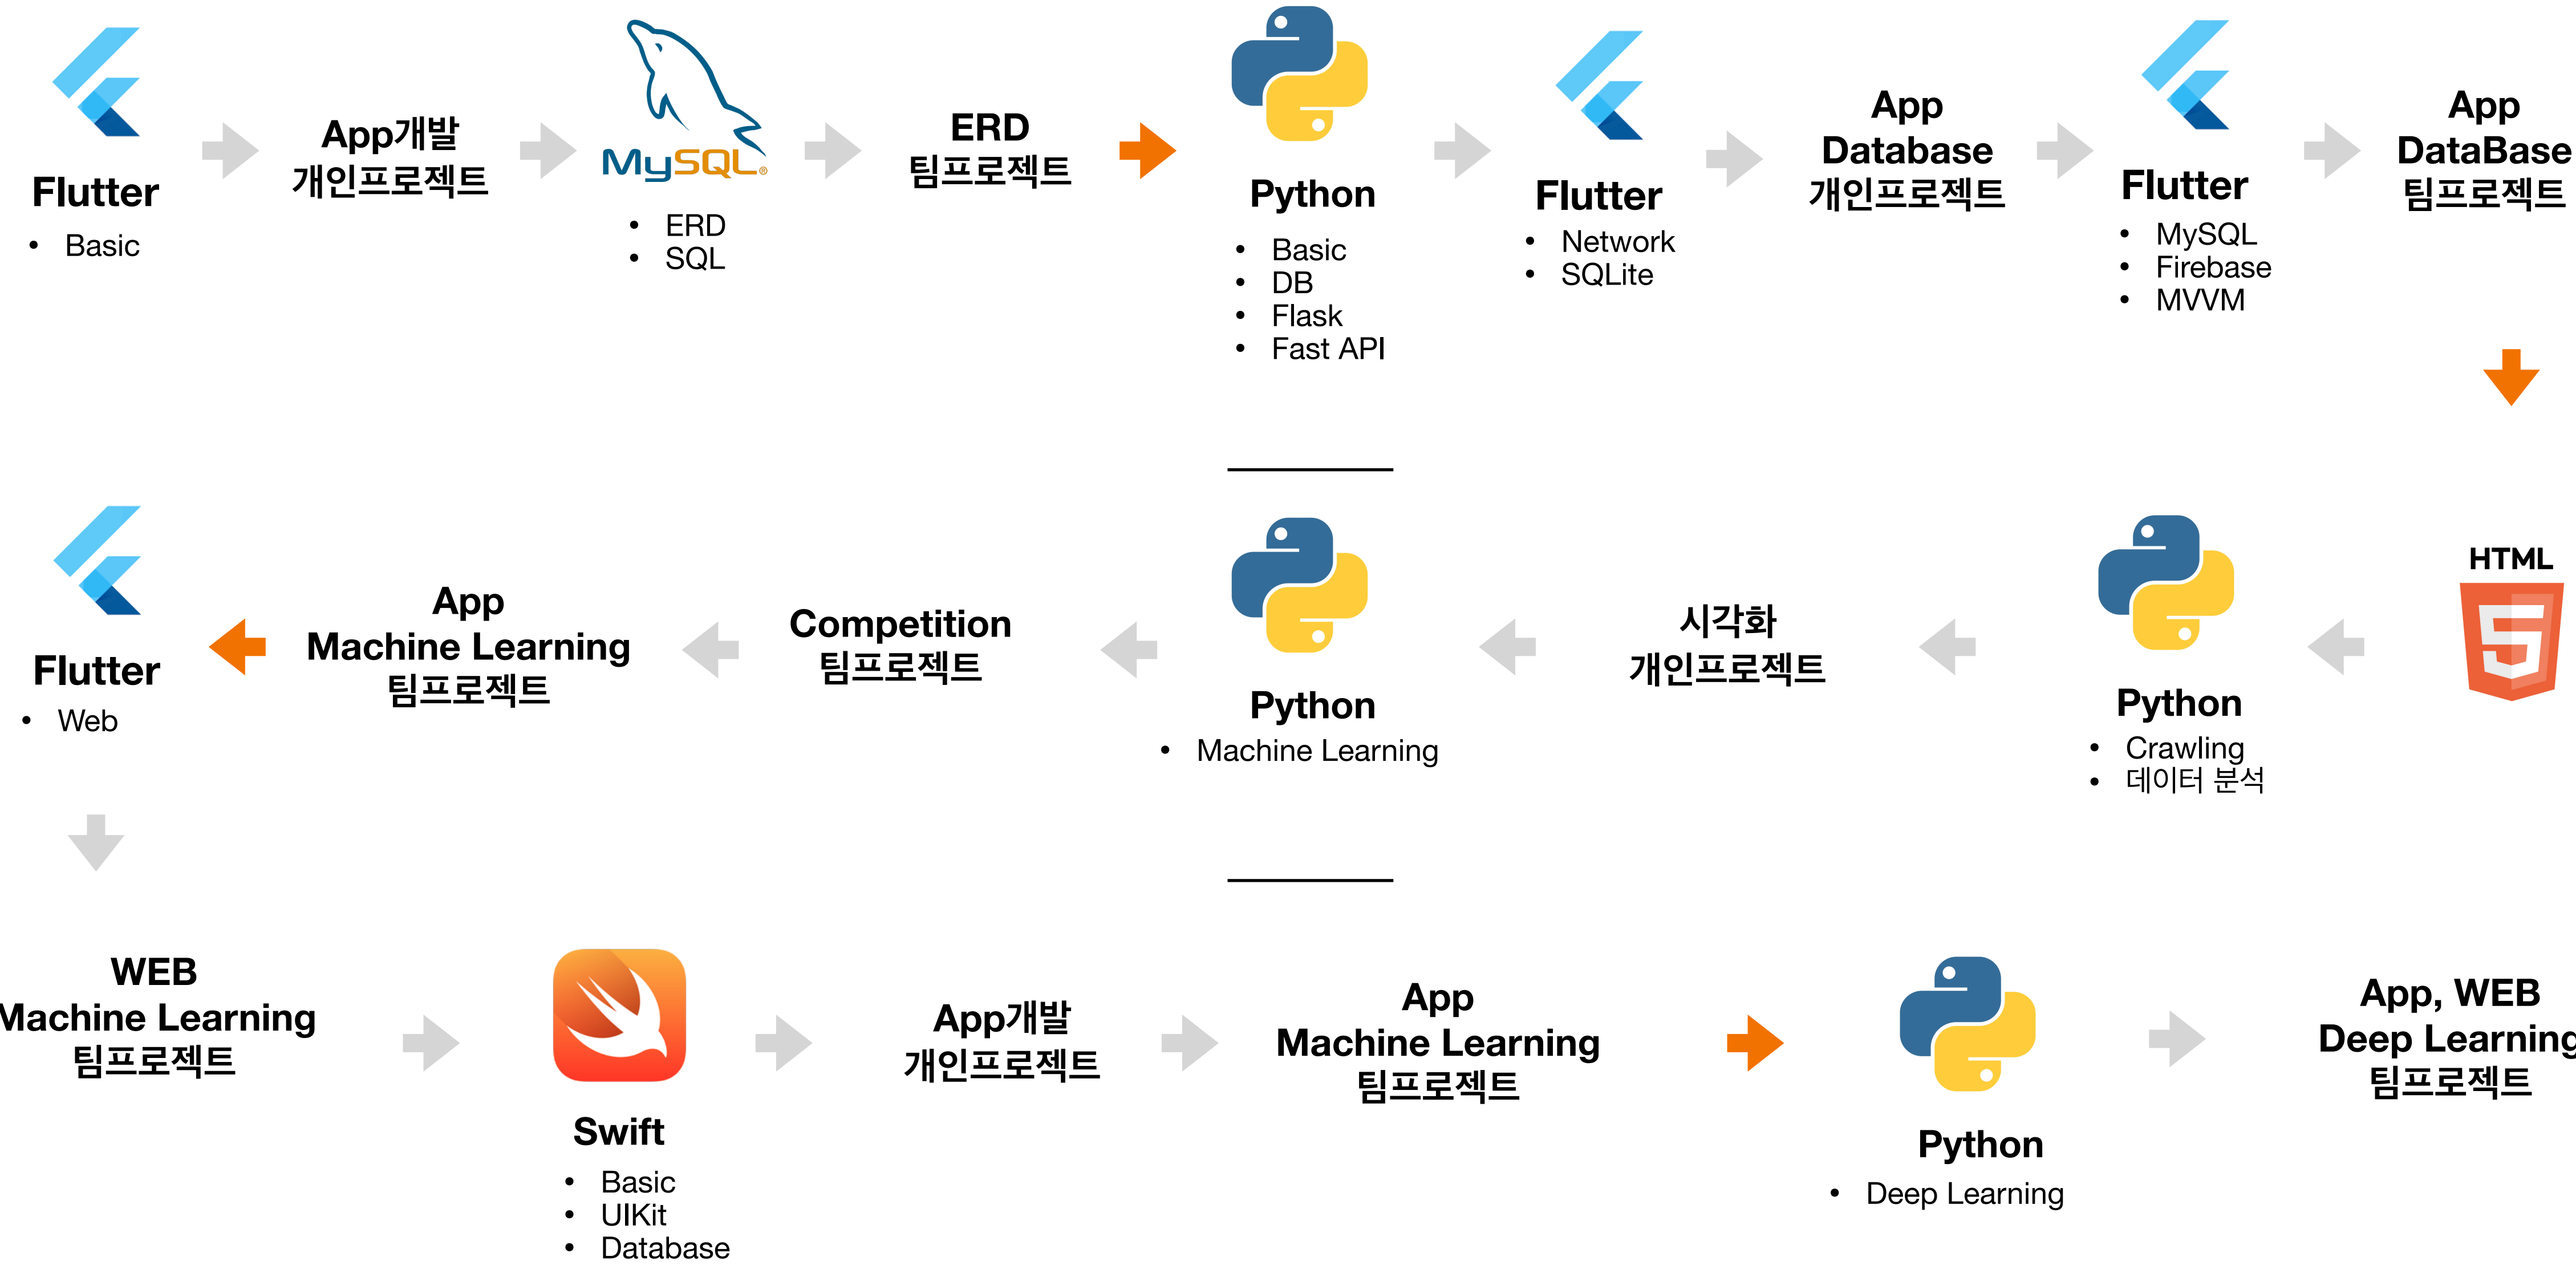 Flutter
• Basic
App개발
개인프로젝트
MySQL®
• ERD
• SQL
ERD
팀프로젝트
Python
• Basic
• DB
• Flask
• Fast API
Flutter
• Network
• SQLite
App
Database
개인프로젝트
Flutter
• MySQL
• Firebase
• MVVM
App
DataBase
팀프로젝트
HTML
5
Python
• Crawling
• 데이터 분석
시각화
개인프로젝트
Python
• Machine Learning
Competition
팀프로젝트
App
Machine Learning
팀프로젝트
Flutter
• Web
WEB
Machine Learning
팀프로젝트
Swift
• Basic
• UIKit
• Database
App개발
개인프로젝트
App
Machine Learning
팀프로젝트
Python
• Deep Learning
App, WEB
Deep Learning
팀프로젝트